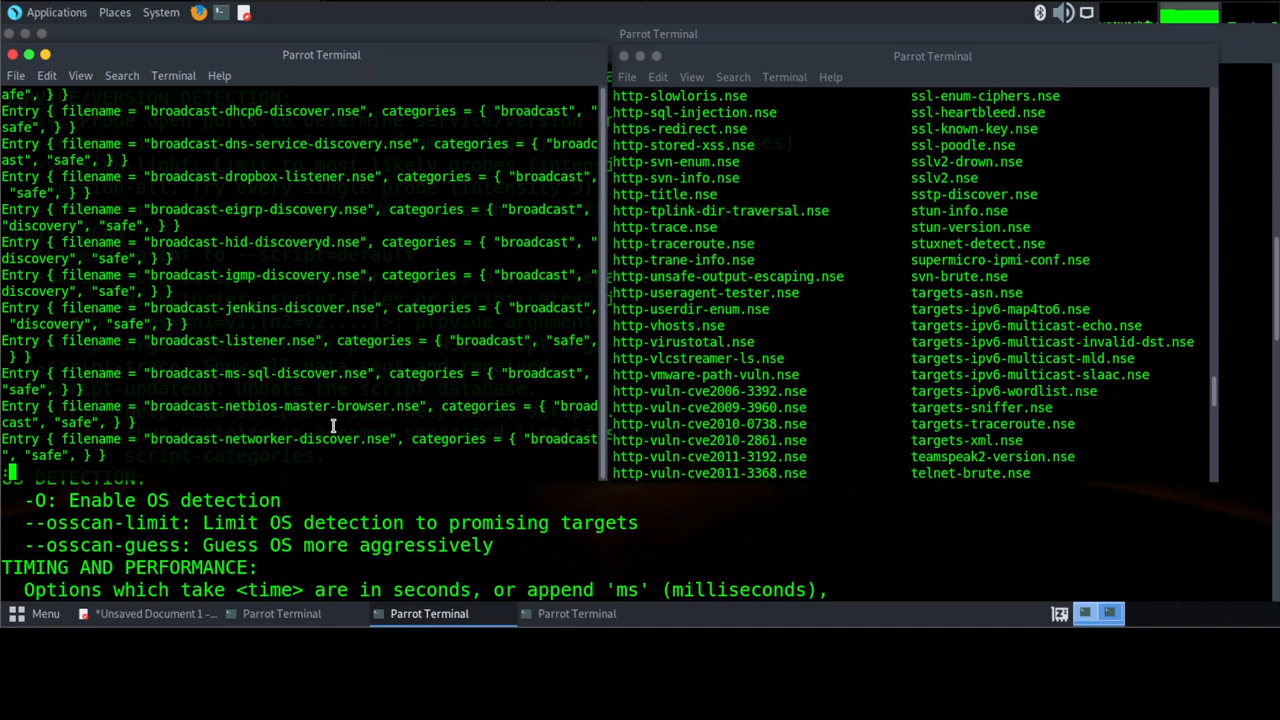 Applications Places System
Parrot Terminal
Parrot Terminal
File Edit View Search Terminal Help
afe", } }
Entry { filename = "broadcast-dhcp6-discover.nse", categories = { "broadcast", "
safe", } }
Entry { filename = "broadcast-dns-service-discovery.nse", categories = { "broadc
ast", "safe", } }
Entry { filename = "broadcast-dropbox-listener.nse", categories = { "broadcast",
"safe", } }
Entry { filename = "broadcast-eigrp-discovery.nse", categories = { "broadcast",
"discovery", "safe", } }
Entry { filename = "broadcast-hid-discoveryd.nse", categories = { "broadcast", "
discovery", "safe", } }
Entry { filename = "broadcast-igmp-discovery.nse", categories = { "broadcast", "
discovery", "safe", } }
Entry { filename = "broadcast-jenkins-discover.nse", categories = { "broadcast",
"discovery", "safe", } }
Entry { filename = "broadcast-listener.nse", categories = { "broadcast", "safe",
} }
Entry { filename = "broadcast-ms-sql-discover.nse", categories = { "broadcast",
"safe", } }
Entry { filename = "broadcast-netbios-master-browser.nse", categories = { "broad
cast", "safe", } }
Entry { filename = "broadcast-networker-discover.nse", categories = { "broadcast
", "safe", } }
:
Parrot Terminal
File Edit View Search Terminal Help
http-slowloris.nse ssl-enum-ciphers.nse
http-sql-injection.nse ssl-heartbleed.nse
https-redirect.nse ssl-known-key.nse
http-stored-xss.nse ssl-poodle.nse
http-svn-enum.nse sslv2-drown.nse
http-svn-info.nse sslv2.nse
http-title.nse sstp-discover.nse
http-tplink-dir-traversal.nse stun-info.nse
http-trace.nse stun-version.nse
http-traceroute.nse stuxnet-detect.nse
http-trane-info.nse supermicro-ipmi-conf.nse
http-unsafe-output-escaping.nse svn-brute.nse
http-useragent-tester.nse targets-asn.nse
http-userdir-enum.nse targets-ipv6-map4to6.nse
http-vhosts.nse targets-ipv6-multicast-echo.nse
http-virustotal.nse targets-ipv6-multicast-invalid-dst.nse
http-vlcstreamer-ls.nse targets-ipv6-multicast-mld.nse
http-vmware-path-vuln.nse targets-ipv6-multicast-slaac.nse
http-vuln-cve2006-3392.nse targets-ipv6-wordlist.nse
http-vuln-cve2009-3960.nse targets-sniffer.nse
http-vuln-cve2010-0738.nse targets-traceroute.nse
http-vuln-cve2010-2861.nse targets-xml.nse
http-vuln-cve2011-3192.nse teamspeak2-version.nse
http-vuln-cve2011-3368.nse telnet-brute.nse
script-categories.
OS DETECTION:
-O: Enable OS detection
--osscan-limit: Limit OS detection to promising targets
--osscan-guess: Guess OS more aggressively
TIMING AND PERFORMANCE:
Options which take <time> are in seconds, or append 'ms' (milliseconds),
Menu *Unsaved Document 1 -... Parrot Terminal Parrot Terminal Parrot Terminal